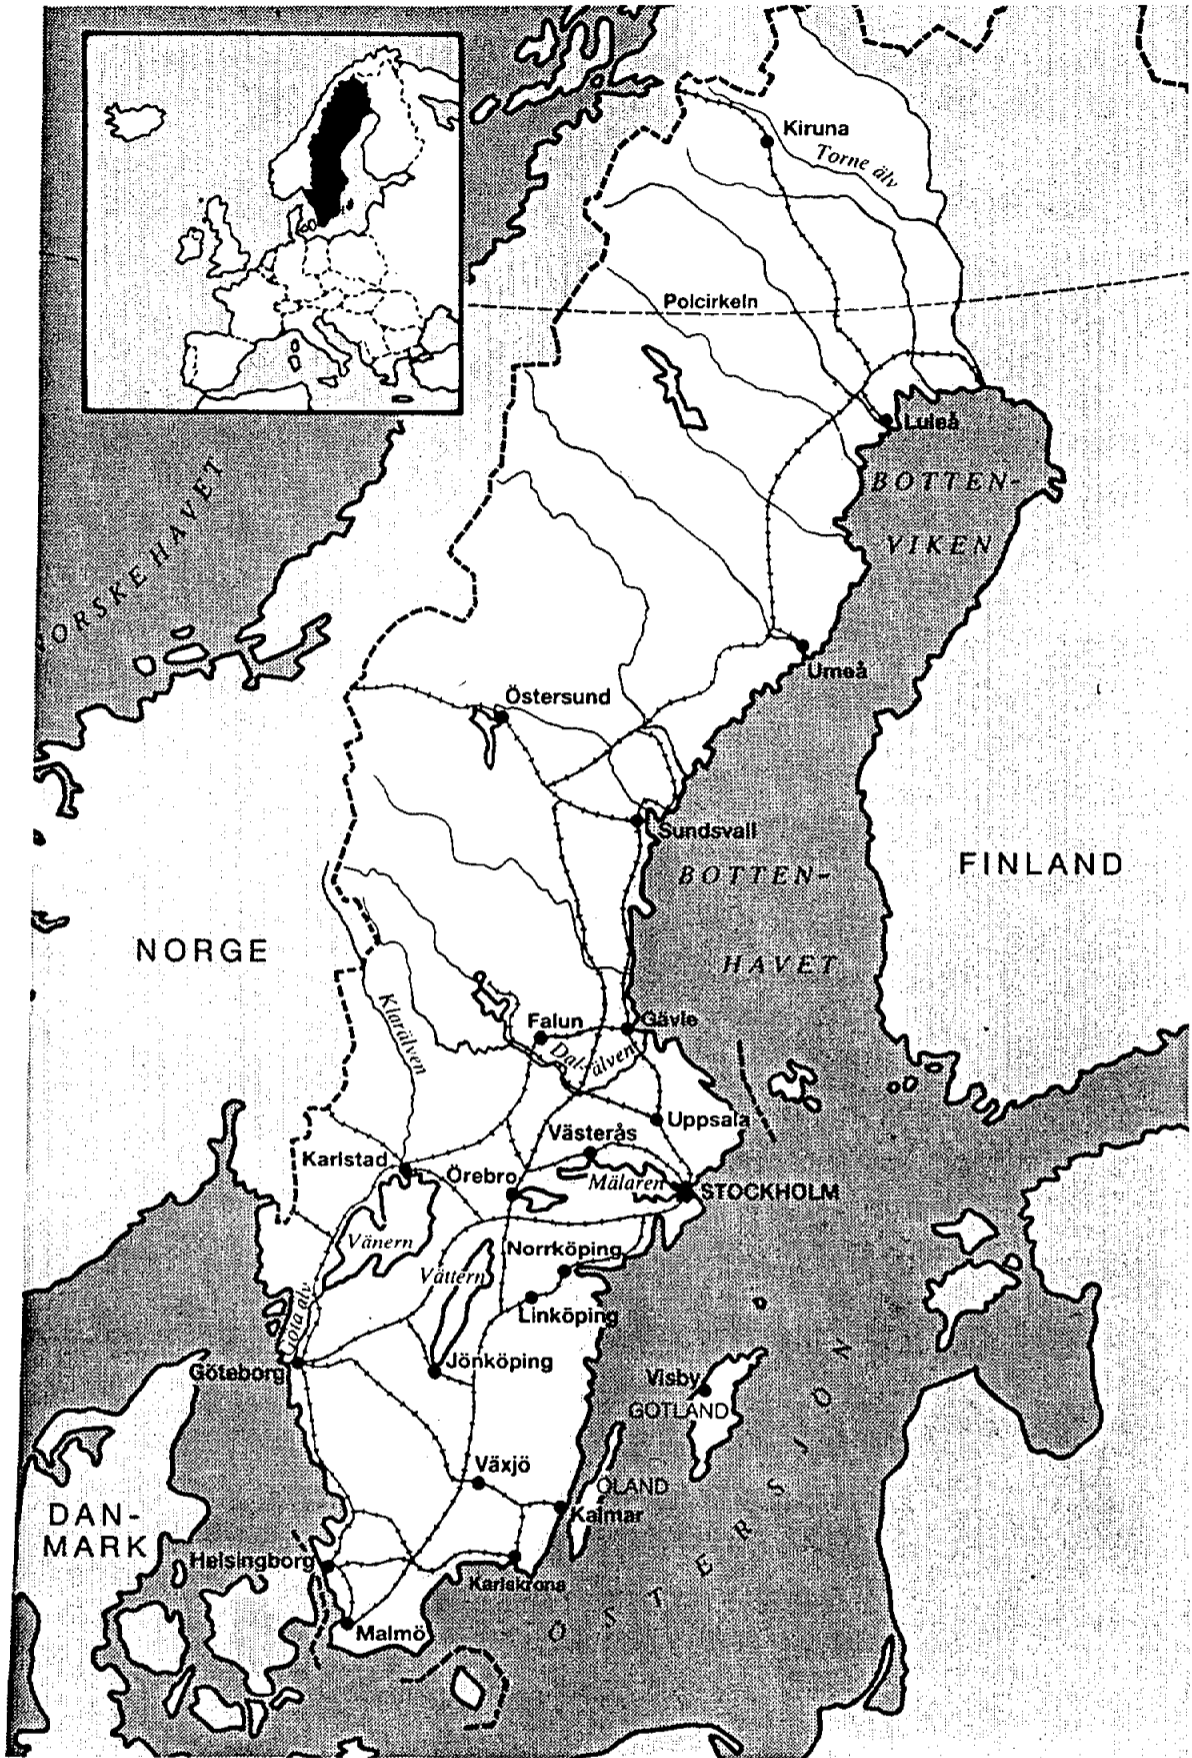 Kiruna
Torne älv
Polcirkeln
Luleå
BOTTEN-
VIKEN
ORSKEHAVET
Umeå
Östersund
Sundsvall
BOTTEN-
HAVET
FINLAND
NORGE
Klarälven
Falun
Gävle
Dal-älven
Uppsala
Västerås
Karlstad
Örebro
Mälaren
STOCKHOLM
Vänern
Norrköping
Vättern
Göta älv
Linköping
Göteborg
Jönköping
Visby
GOTLAND
Växjö
ÖLAND
Kalmar
DAN-
MARK
Helsingborg
Karlskrona
Malmö
ÖSTERSJÖN